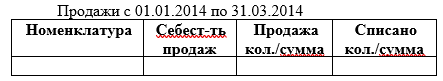 Продажи с 01.01.2014 по 31.03.2014
Номенклатура Себест-ть продаж Продажа кол./сумма Списано кол./сумма